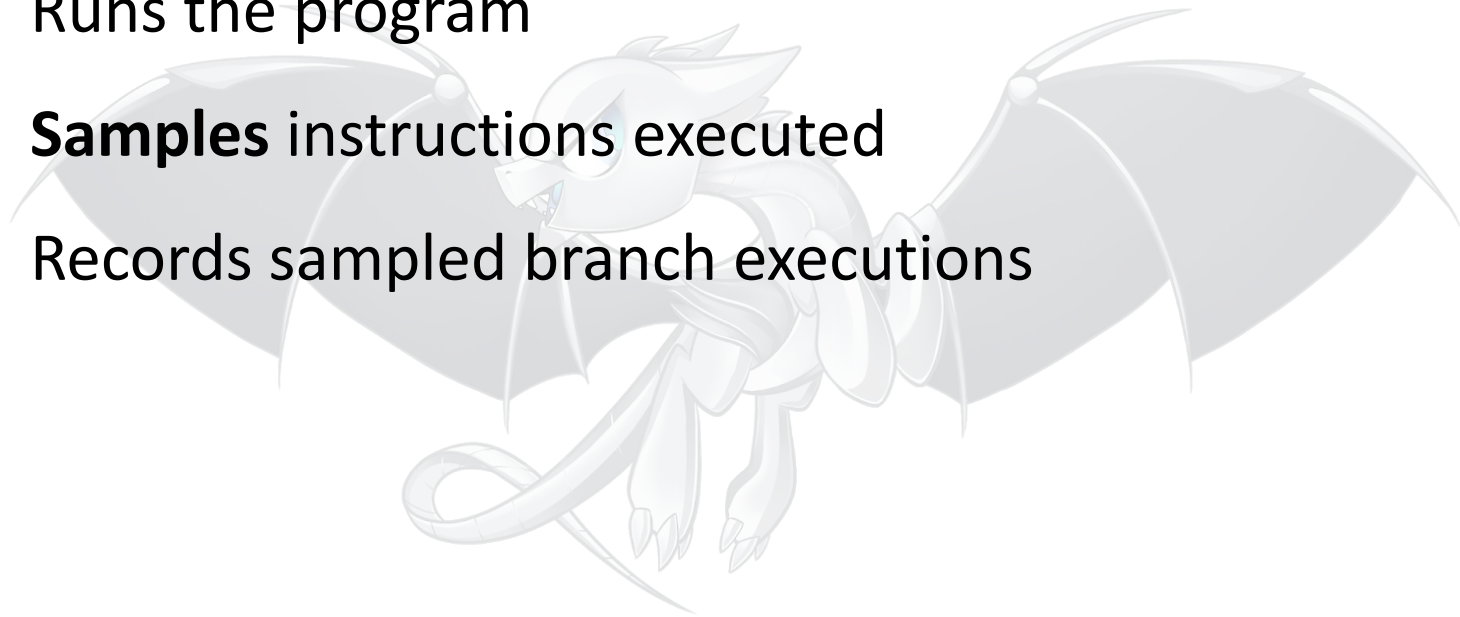 Runs the program
Samples instructions executed
Records sampled branch executions